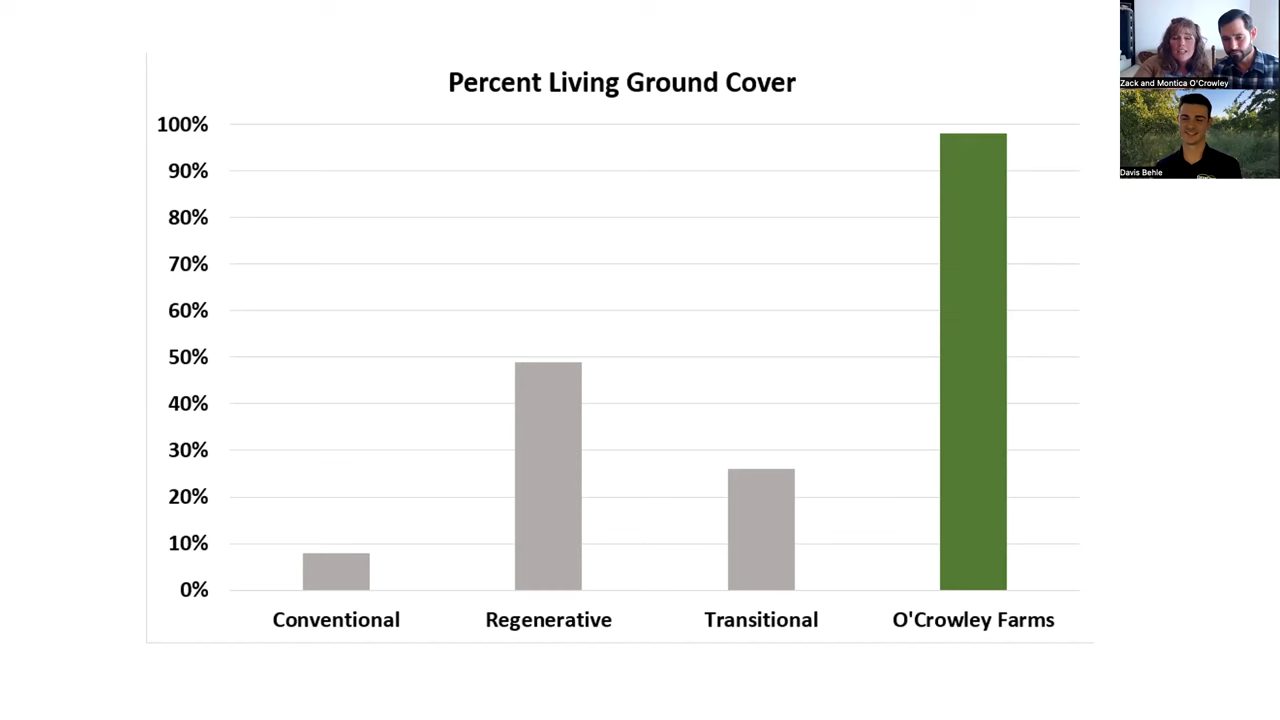 Percent Living Ground Cover
100%
90%
80%
70%
60%
50%
40%
30%
20%
10%
0%
Conventional
Regenerative
Transitional
O'Crowley Farms
Zack and Montica O'Crowley
Davis Behle